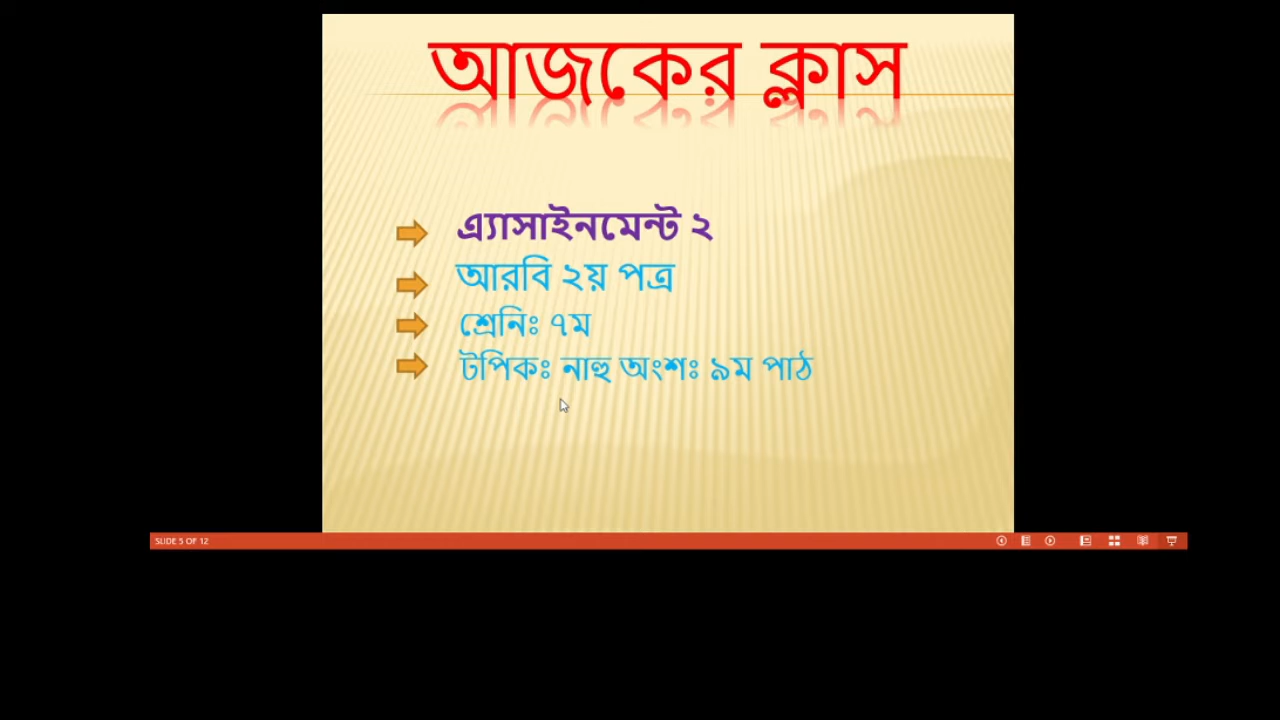 আজকের ক্লাস
এ্যাসাইনমেন্ট ২
আরবি ২য় পত্র
শ্রেনিঃ ৭ম
টপিকঃ নাহু অংশঃ ৯ম পাঠ
SLIDE 5 OF 12